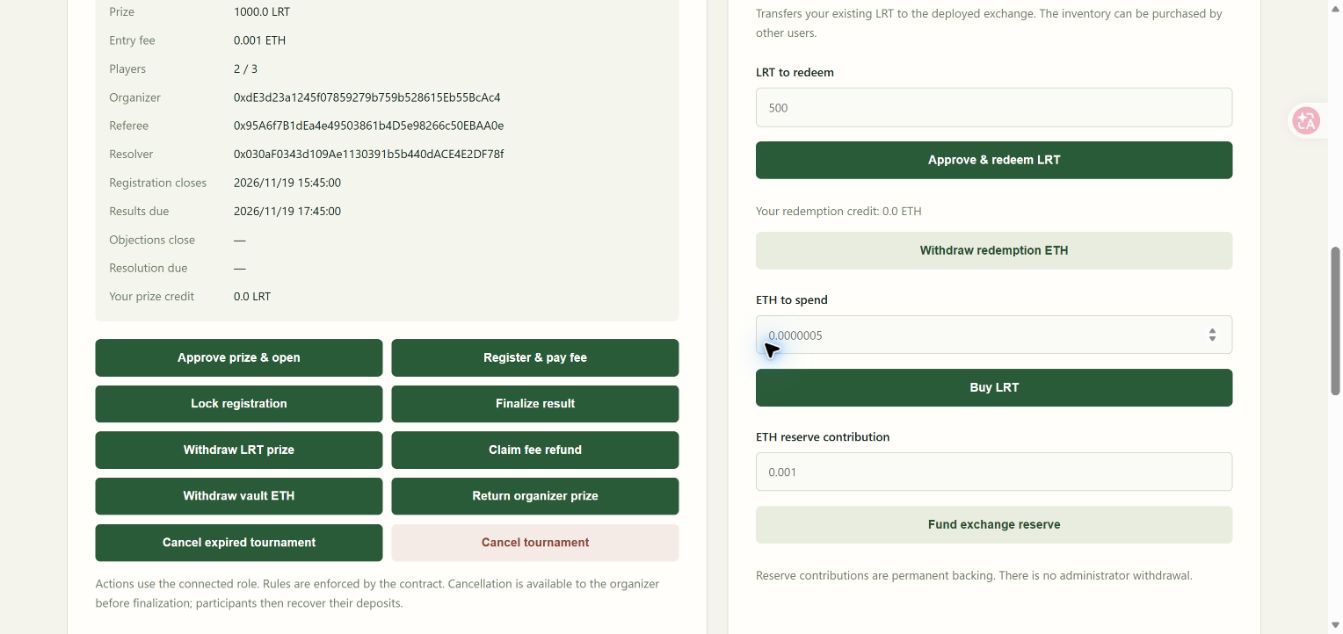 Prize 1000.0 LRT
Entry fee 0.001 ETH
Players 2 / 3
Organizer 0xdE3d23a1245f07859279b759b528615Eb55BcAc4
Referee 0x95A6f7B1dEa4e49503861b4D5e98266c50EBAA0e
Resolver 0x030aF0343d109Ae1130391b5b440dACE4E2DF78f
Registration closes 2026/11/19 15:45:00
Results due 2026/11/19 17:45:00
Objections close —
Resolution due —
Your prize credit 0.0 LRT
Approve prize & open
Register & pay fee
Lock registration
Finalize result
Withdraw LRT prize
Claim fee refund
Withdraw vault ETH
Return organizer prize
Cancel expired tournament
Cancel tournament
Actions use the connected role. Rules are enforced by the contract. Cancellation is available to the organizer
before finalization; participants then recover their deposits.
Transfers your existing LRT to the deployed exchange. The inventory can be purchased by
other users.
LRT to redeem
500
Approve & redeem LRT
Your redemption credit: 0.0 ETH
Withdraw redemption ETH
ETH to spend
0.0000005
Buy LRT
ETH reserve contribution
0.001
Fund exchange reserve
Reserve contributions are permanent backing. There is no administrator withdrawal.